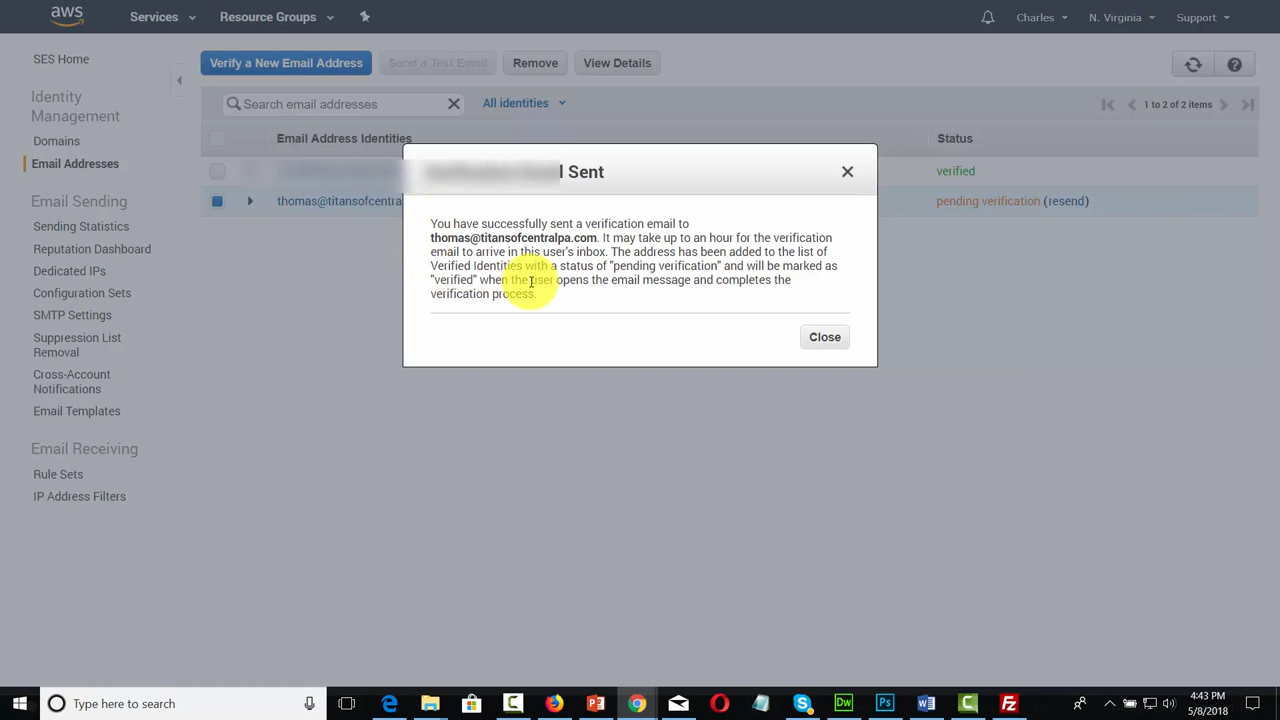 aws
Services
Resource Groups
Charles
N. Virginia
Support
SES Home
Identity
Management
Domains
Email Addresses
Email Sending
Sending Statistics
Reputation Dashboard
Dedicated IPs
Configuration Sets
SMTP Settings
Suppression List
Removal
Cross-Account
Notifications
Email Templates
Email Receiving
Rule Sets
IP Address Filters
Verify a New Email Address
Send a Test Email
Remove
View Details
Search email addresses
All identities
1 to 2 of 2 items
Email Address Identities
Status
verified
thomas@titansofcentra
pending verification (resend)
Sent
You have successfully sent a verification email to
thomas@titansofcentralpa.com. It may take up to an hour for the verification
email to arrive in this user's inbox. The address has been added to the list of
Verified Identities with a status of "pending verification" and will be marked as
"verified" when the user opens the email message and completes the
verification process.
Close
Type here to search
Dw
Ps
4:43 PM
5/8/2018